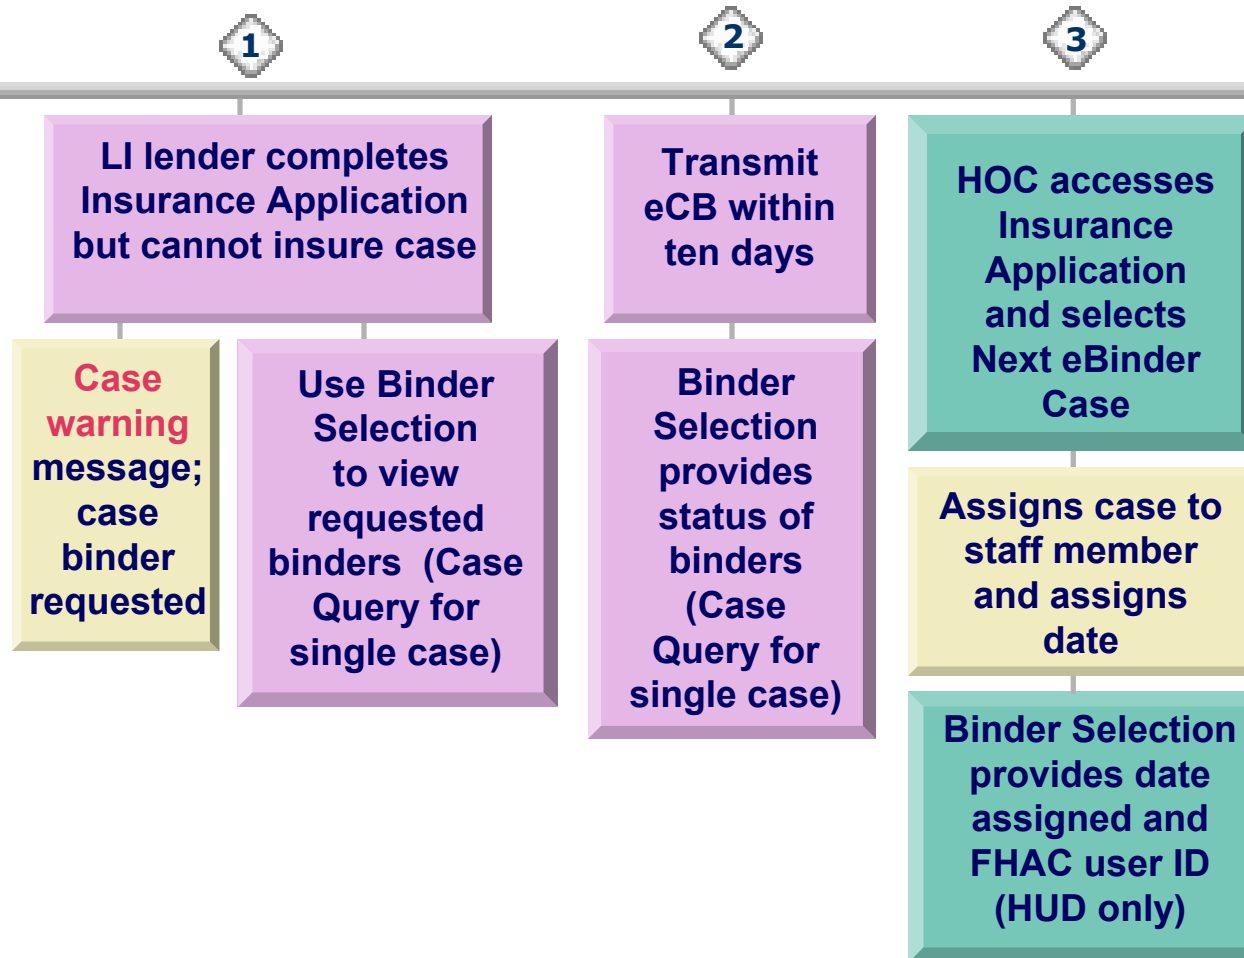 1
2
3
LI lender completes
Insurance Application
but cannot insure case
Case
warning
message;
case
binder
requested
Use Binder
Selection
to view
requested
binders (Case
Query for
single case)
Transmit
eCB within
ten days
Binder
Selection
provides
status of
binders
(Case
Query for
single case)
HOC accesses
Insurance
Application
and selects
Next eBinder
Case
Assigns case to
staff member
and assigns
date
Binder Selection
provides date
assigned and
FHAC user ID
(HUD only)